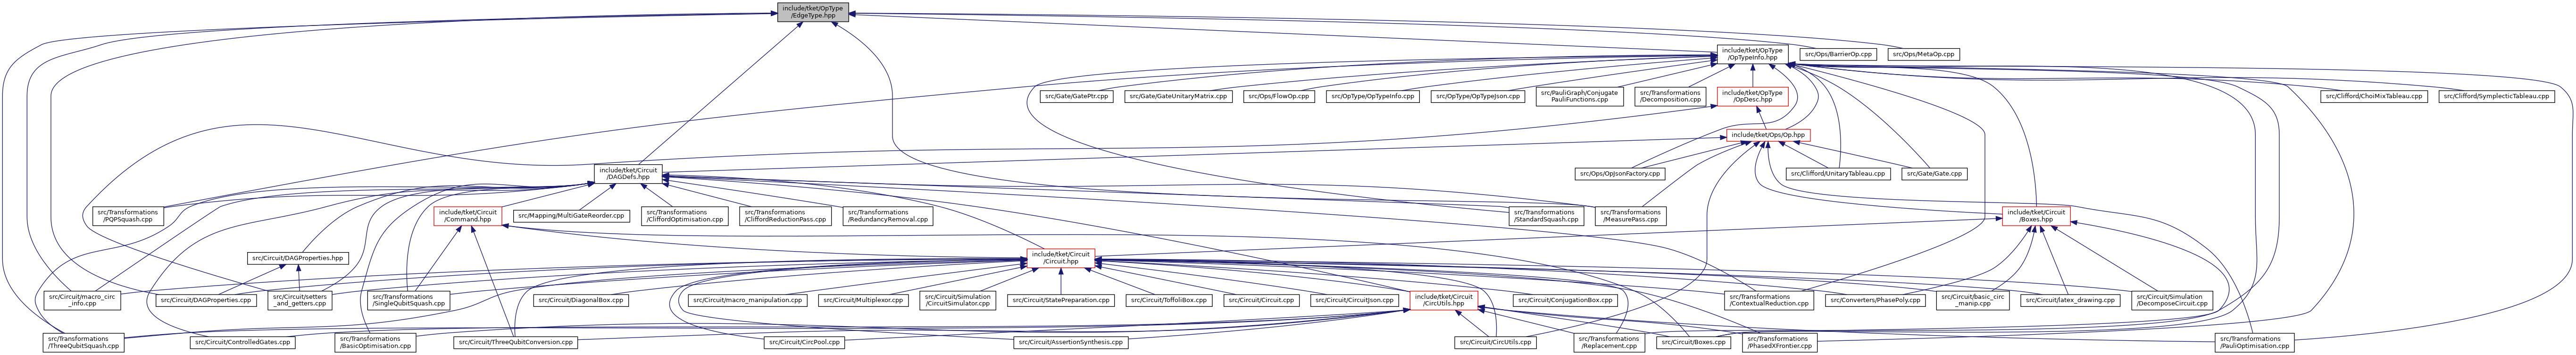 include/tket/OpType
/EdgeType.hpp
include/tket/OpType
/OpTypeInfo.hpp
src/Ops/BarrierOp.cpp
src/Ops/MetaOp.cpp
src/Gate/GatePtr.cpp
src/Gate/GateUnitaryMatrix.cpp
src/Ops/FlowOp.cpp
src/OpType/OpTypeInfo.cpp
src/OpType/OpTypeJson.cpp
src/PauliGraph/Conjugate
PauliFunctions.cpp
src/Transformations
/Decomposition.cpp
include/tket/OpType
/OpDesc.hpp
src/Clifford/ChoiMixTableau.cpp
src/Clifford/SymplecticTableau.cpp
include/tket/Ops/Op.hpp
include/tket/Circuit
/DAGDefs.hpp
src/Ops/OpJsonFactory.cpp
src/Clifford/UnitaryTableau.cpp
src/Gate/Gate.cpp
src/Transformations
/PQPSquash.cpp
include/tket/Circuit
/Command.hpp
src/Mapping/MultiGateReorder.cpp
src/Transformations
/CliffordOptimisation.cpp
src/Transformations
/CliffordReductionPass.cpp
src/Transformations
/RedundancyRemoval.cpp
src/Transformations
/StandardSquash.cpp
src/Transformations
/MeasurePass.cpp
include/tket/Circuit
/Boxes.hpp
src/Circuit/DAGProperties.hpp
include/tket/Circuit
/Circuit.hpp
src/Circuit/macro_circ
_info.cpp
src/Circuit/DAGProperties.cpp
src/Circuit/setters
_and_getters.cpp
src/Transformations
/SingleQubitSquash.cpp
src/Circuit/DiagonalBox.cpp
src/Circuit/macro_manipulation.cpp
src/Circuit/Multiplexor.cpp
src/Circuit/Simulation
/CircuitSimulator.cpp
src/Circuit/StatePreparation.cpp
src/Circuit/ToffoliBox.cpp
src/Circuit/Circuit.cpp
src/Circuit/CircuitJson.cpp
include/tket/Circuit
/CircUtils.hpp
src/Circuit/ConjugationBox.cpp
src/Transformations
/ContextualReduction.cpp
src/Converters/PhasePoly.cpp
src/Circuit/basic_circ
_manip.cpp
src/Circuit/latex_drawing.cpp
src/Circuit/Simulation
/DecomposeCircuit.cpp
src/Transformations
/ThreeQubitSquash.cpp
src/Circuit/ControlledGates.cpp
src/Transformations
/BasicOptimisation.cpp
src/Circuit/ThreeQubitConversion.cpp
src/Circuit/CircPool.cpp
src/Circuit/AssertionSynthesis.cpp
src/Circuit/CircUtils.cpp
src/Transformations
/Replacement.cpp
src/Circuit/Boxes.cpp
src/Transformations
/PhasedXFrontier.cpp
src/Transformations
/PauliOptimisation.cpp